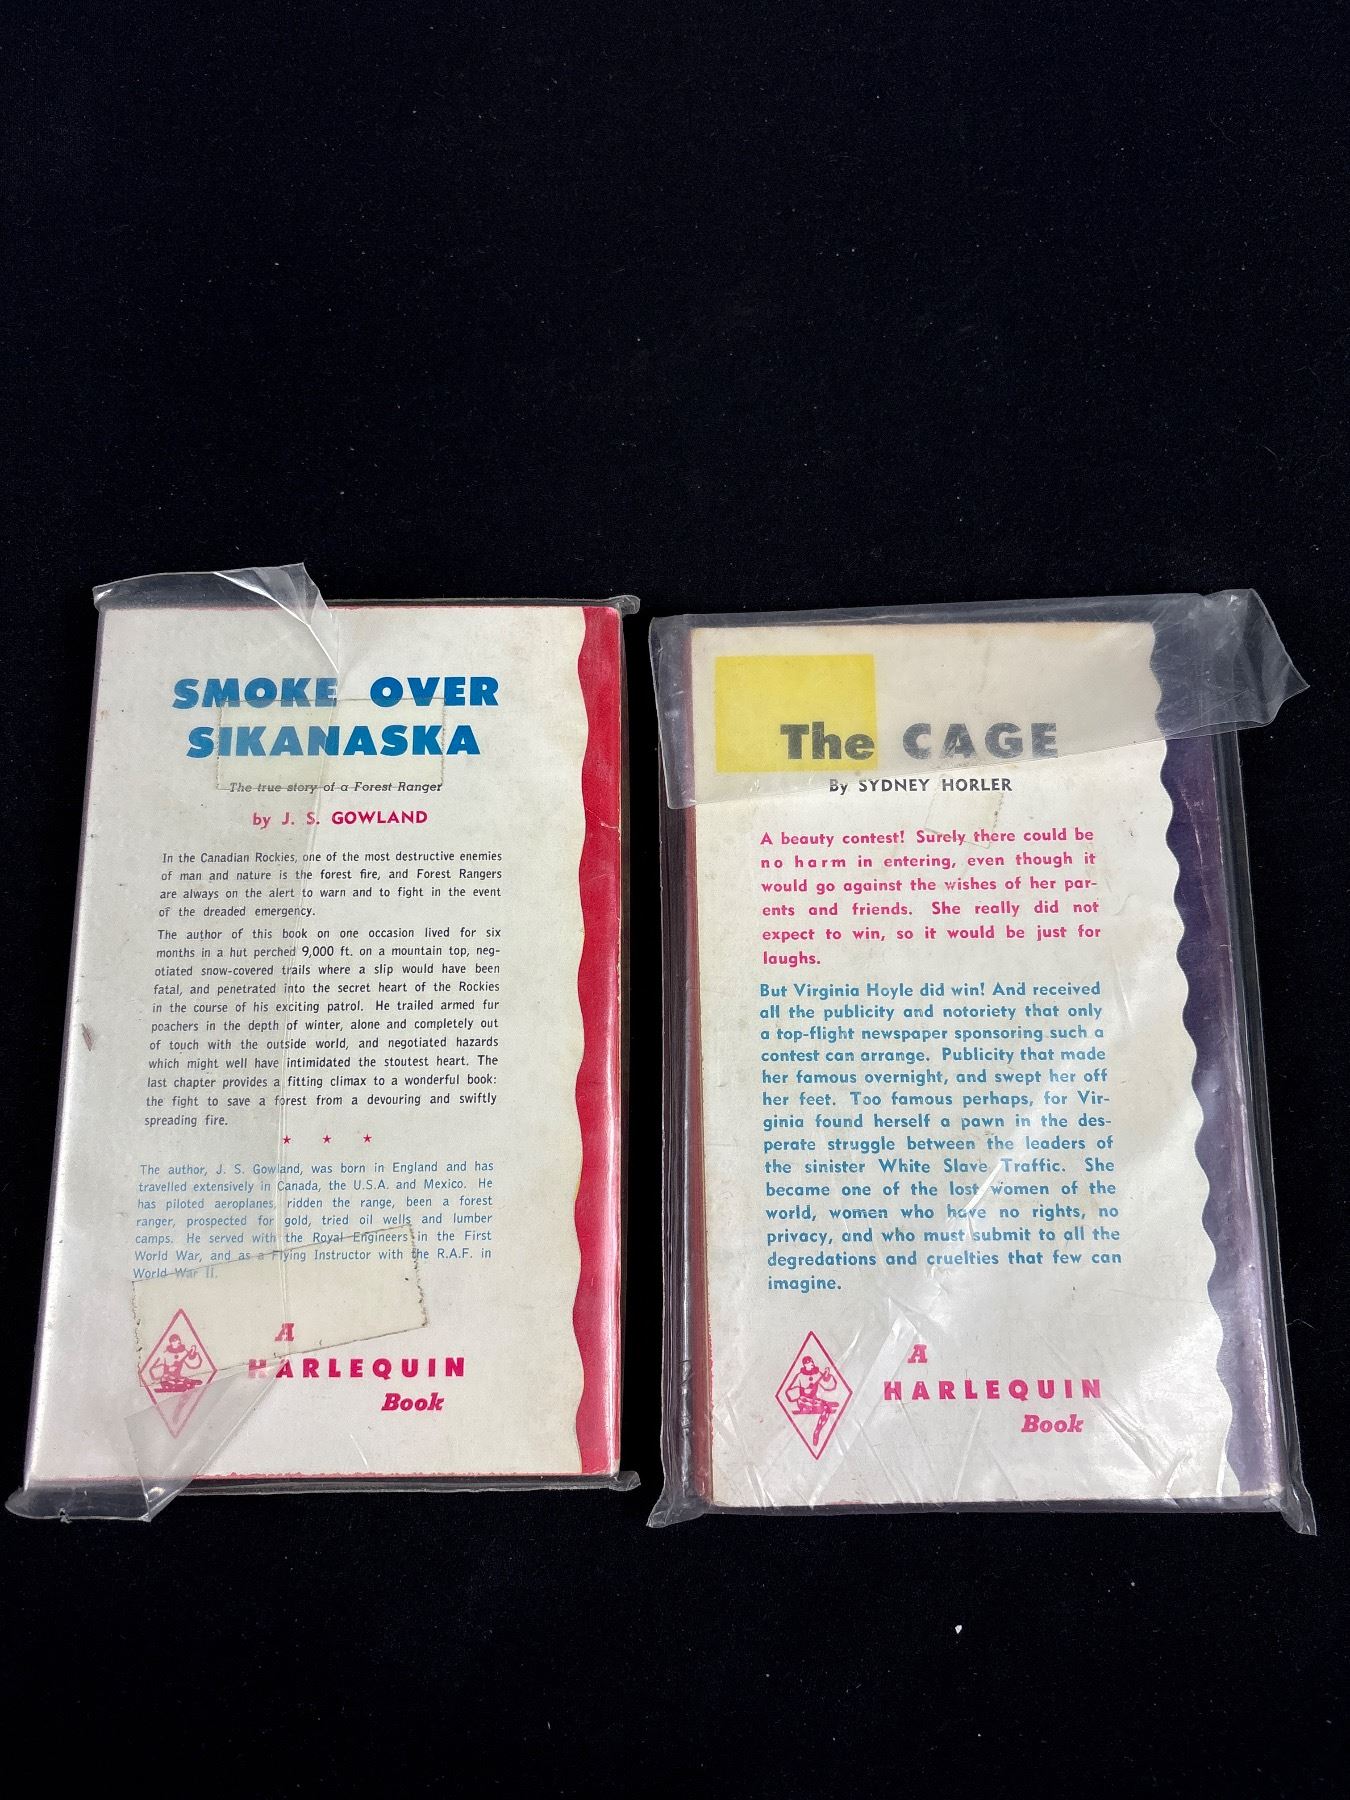 SMOKE OVER
SIKANASKA
The true story of a Forest Ranger
by J. S. GOWLAND
In the Canadian Rockies, one of the most destructive enemies
of man and nature is the forest fire, and Forest Rangers
are always on the alert to warn and to fight in the event
of the dreaded emergency.
The author of this book on one occasion lived for six
months in a hut perched 9,000 ft. on a mountain top, neg-
otiated snow-covered trails where a slip would have been
fatal, and penetrated into the secret heart of the Rockies
in the course of his exciting patrol. He trailed armed fur
poachers in the depth of winter, alone and completely out
of touch with the outside world, and negotiated hazards
which might well have intimidated the stoutest heart. The
last chapter provides a fitting climax to a wonderful book:
the fight to save a forest from a devouring and swiftly
spreading fire.
★ ★ ★
The author, J. S. Gowland, was born in England and has
travelled extensively in Canada, the U.S.A. and Mexico. He
has piloted aeroplanes, ridden the range, been a forest
ranger, prospected for gold, tried oil wells and lumber
camps. He served with the Royal Engineers in the First
World War, and as a Flying Instructor with the R.A.F. in
World War II.
A
HARLEQUIN
Book
The CAGE
By SYDNEY HORLER
A beauty contest! Surely there could be
no harm in entering, even though it
would go against the wishes of her par-
ents and friends. She really did not
expect to win, so it would be just for
laughs.
But Virginia Hoyle did win! And received
all the publicity and notoriety that only
a top-flight newspaper sponsoring such a
contest can arrange. Publicity that made
her famous overnight, and swept her off
her feet. Too famous perhaps, for Vir-
ginia found herself a pawn in the des-
perate struggle between the leaders of
the sinister White Slave Traffic. She
became one of the lost women of the
world, women who have no rights, no
privacy, and who must submit to all the
degredations and cruelties that few can
imagine.
A
HARLEQUIN
Book